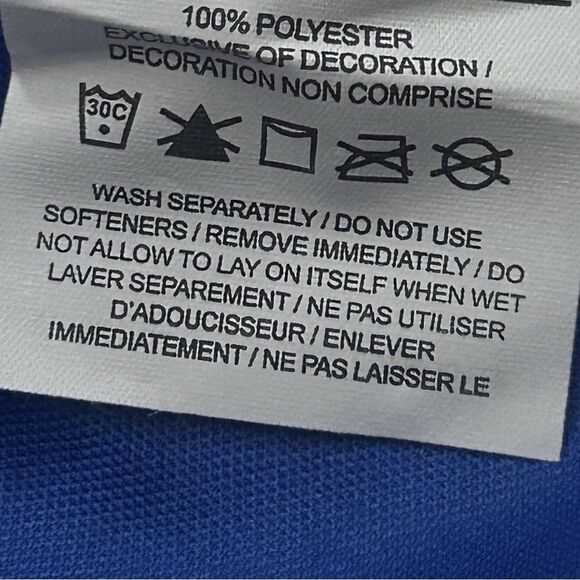 100% POLYESTER
EXCLUSIVE OF DECORATION /
DECORATION NON COMPRISE
30C
WASH SEPARATELY / DO NOT USE
SOFTENERS / REMOVE IMMEDIATELY / DO
NOT ALLOW TO LAY ON ITSELF WHEN WET
LAVER SEPAREMENT / NE PAS UTILISER
D'ADOUCISSEUR / ENLEVER
IMMEDIATEMENT / NE PAS LAISSER LE